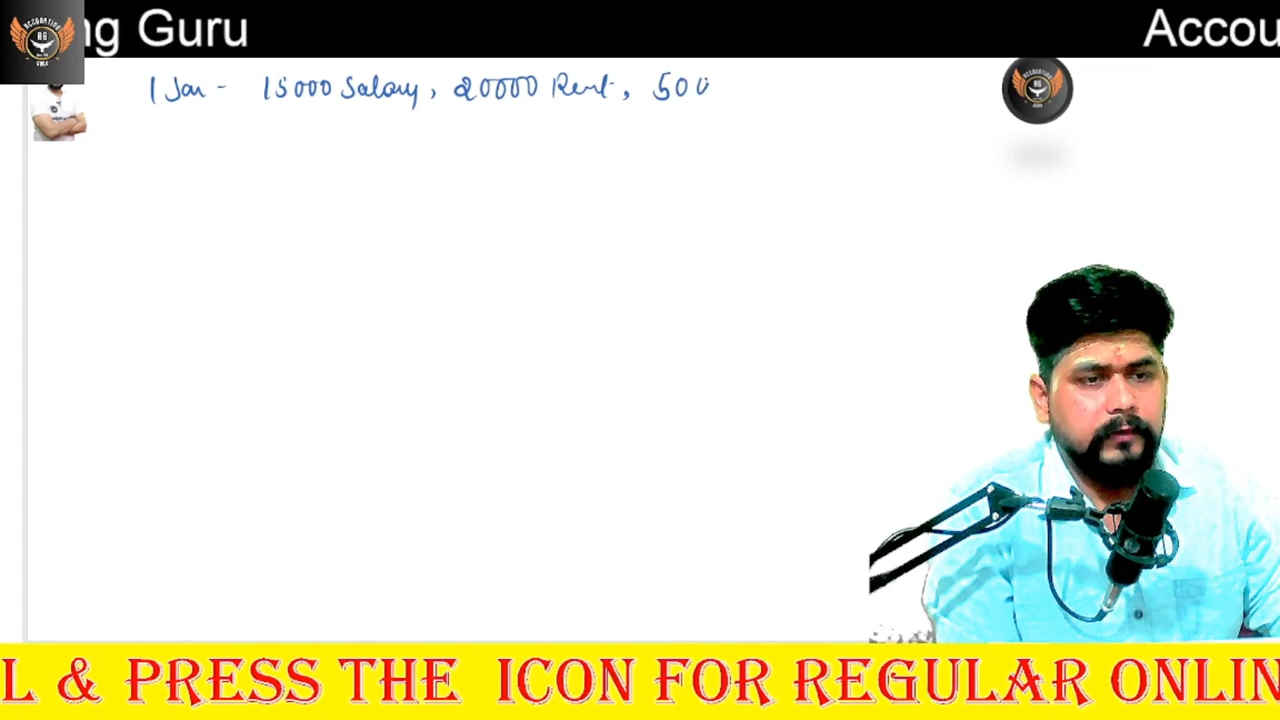 ng Guru
Accou
1 Jan - 15000 Salary, 20000 Rent, 500
L & PRESS THE ICON FOR REGULAR ONLIN